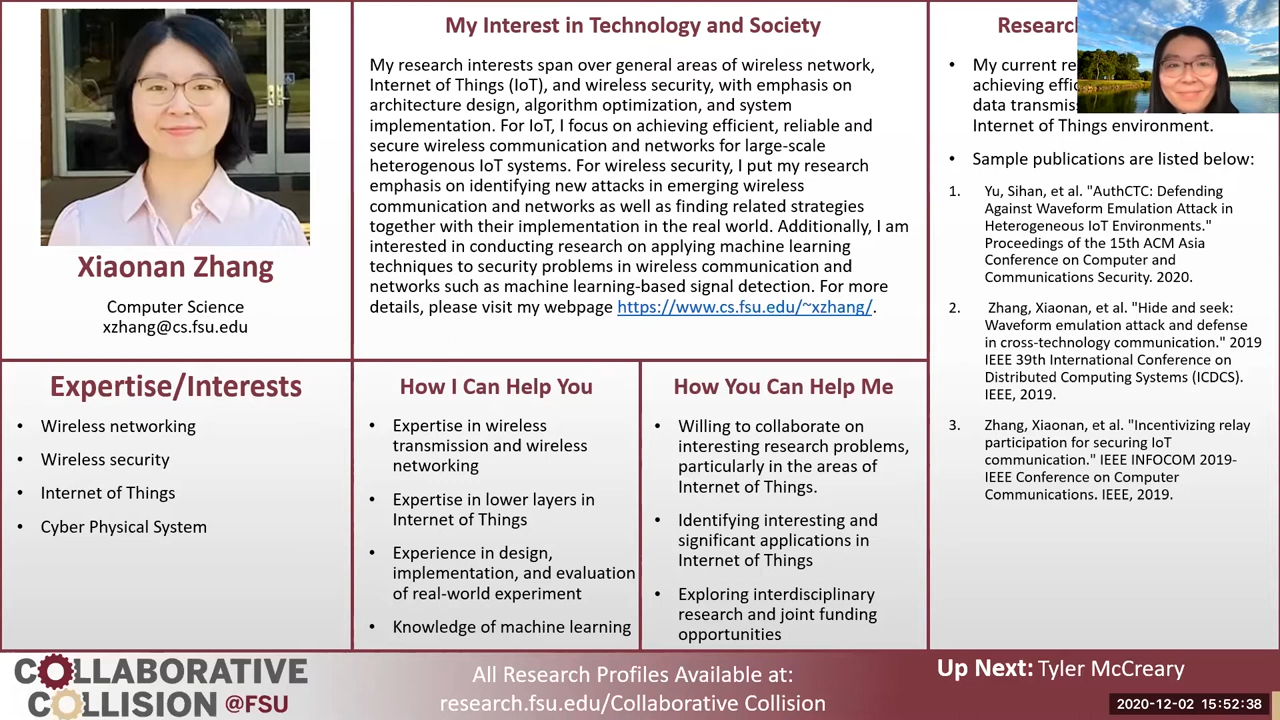 Xiaonan Zhang
Computer Science
xzhang@cs.fsu.edu
My Interest in Technology and Society
My research interests span over general areas of wireless network,
Internet of Things (IoT), and wireless security, with emphasis on
architecture design, algorithm optimization, and system
implementation. For IoT, I focus on achieving efficient, reliable and
secure wireless communication and networks for large-scale
heterogenous IoT systems. For wireless security, I put my research
emphasis on identifying new attacks in emerging wireless
communication and networks as well as finding related strategies
together with their implementation in the real world. Additionally, I am
interested in conducting research on applying machine learning
techniques to security problems in wireless communication and
networks such as machine learning-based signal detection. For more
details, please visit my webpage https://www.cs.fsu.edu/~xzhang/.
Expertise/Interests
• Wireless networking
• Wireless security
• Internet of Things
• Cyber Physical System
How I Can Help You
• Expertise in wireless
transmission and wireless
networking
• Expertise in lower layers in
Internet of Things
• Experience in design,
implementation, and evaluation
of real-world experiment
• Knowledge of machine learning
How You Can Help Me
• Willing to collaborate on
interesting research problems,
particularly in the areas of
Internet of Things.
• Identifying interesting and
significant applications in
Internet of Things
• Exploring interdisciplinary
research and joint funding
opportunities
Research
• My current re
achieving effic
data transmis
Internet of Things environment.
• Sample publications are listed below:
1. Yu, Sihan, et al. "AuthCTC: Defending
Against Waveform Emulation Attack in
Heterogeneous IoT Environments."
Proceedings of the 15th ACM Asia
Conference on Computer and
Communications Security. 2020.
2. Zhang, Xiaonan, et al. "Hide and seek:
Waveform emulation attack and defense
in cross-technology communication." 2019
IEEE 39th International Conference on
Distributed Computing Systems (ICDCS).
IEEE, 2019.
3. Zhang, Xiaonan, et al. "Incentivizing relay
participation for securing IoT
communication." IEEE INFOCOM 2019-
IEEE Conference on Computer
Communications. IEEE, 2019.
COLLABORATIVE
COLLISION @FSU
All Research Profiles Available at:
research.fsu.edu/Collaborative Collision
Up Next: Tyler McCreary
2020-12-02 15:52:38